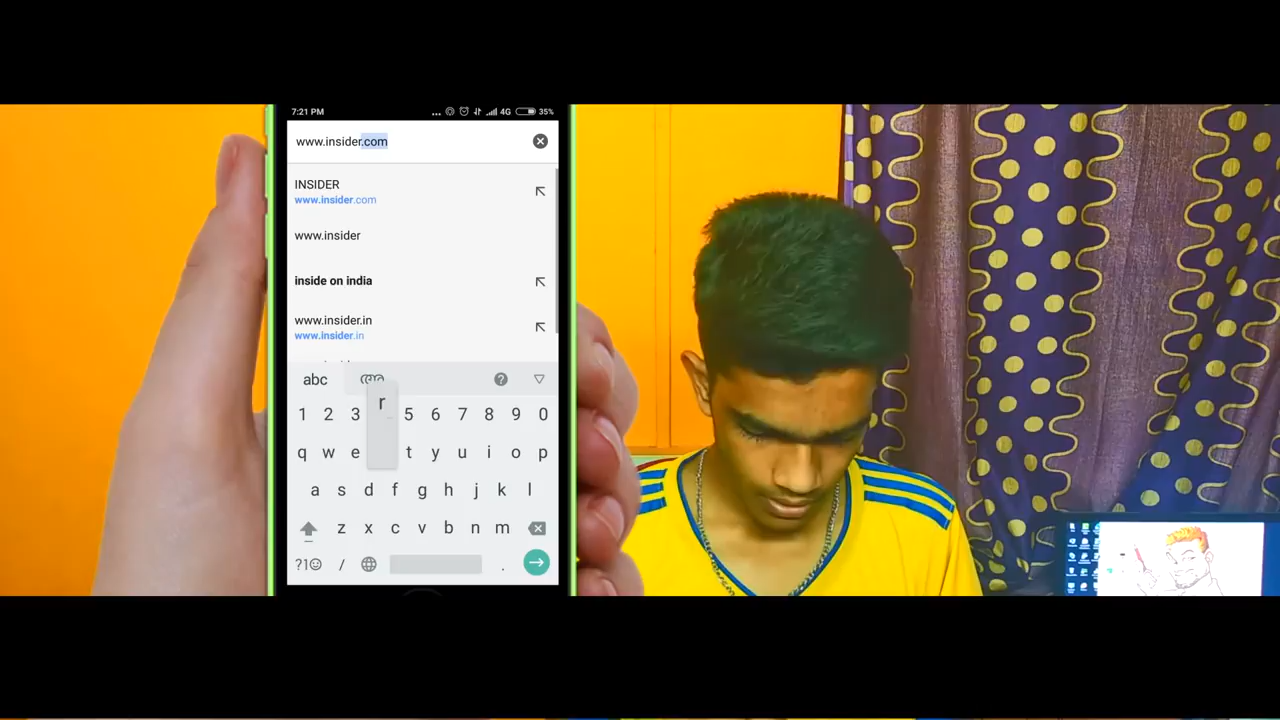 7:21 PM ... 4G 35%
www.insider.com
INSIDER
www.insider.com
www.insider
inside on india
www.insider.in
www.insider.in
abc
r
1 2 3 5 6 7 8 9 0
q w e t y u i o p
a s d f g h j k l
z x c v b n m
?1☺ / .